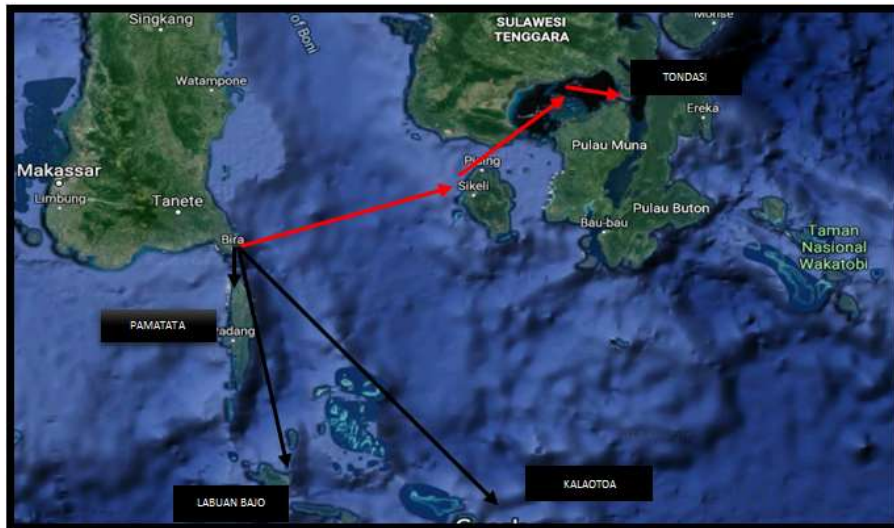 Singkang
of Boni
SULAWESI
TENGGARA
Watampone
TONDASI
Ereka
Makassar
Limbung
Tanete
Pulau Muna
Sikeli
Pulau Buton
Bira
Bau-bau
Taman
Nasional
Wakatobi
PAMATATA
adang
LABUAN BAJO
KALAOTOA